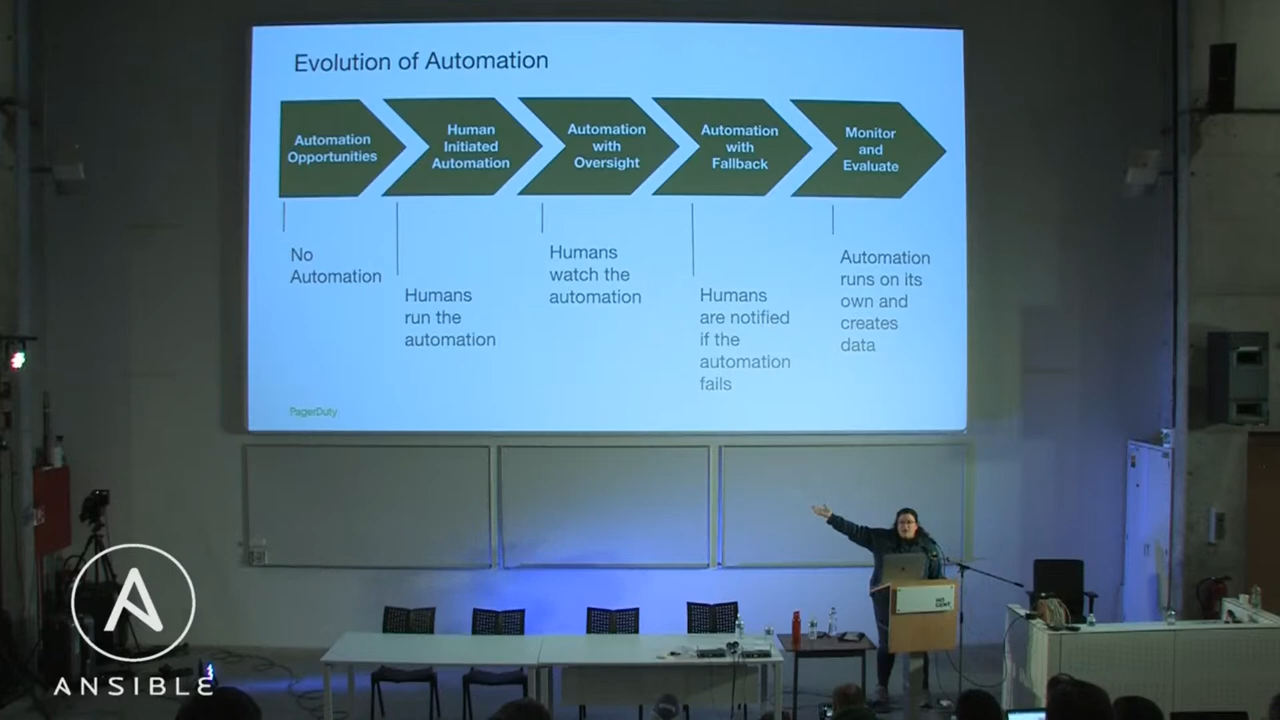 Evolution of Automation
Automation
Opportunities
Human
Initiated
Automation
Automation
with
Oversight
Automation
with
Fallback
Monitor
and
Evaluate
No
Automation
Humans
run the
automation
Humans
watch the
automation
Humans
are notified
if the
automation
fails
Automation
runs on its
own and
creates
data
PagerDuty
HO
GENT
ANSIBLE